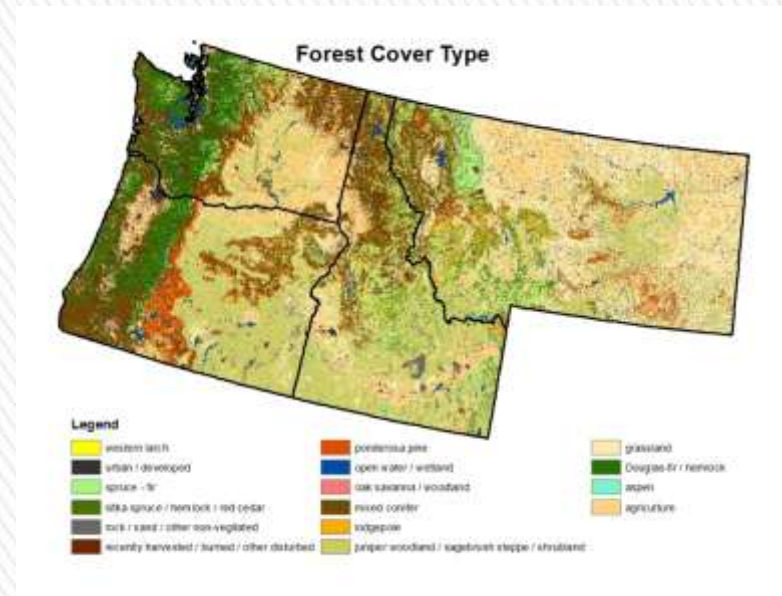 Forest Cover Type
Legend
western larch
urban / developed
spruce - fir
sitka spruce / hemlock / red cedar
rock / sand / other non-vegitated
recently harvested / burned / other disturbed
ponderosa pine
open water / wetland
oak savanna / woodland
mixed conifer
lodgepole
juniper woodland / sagebrush steppe / shrubland
grassland
Douglas-fir / hemlock
aspen
agriculture